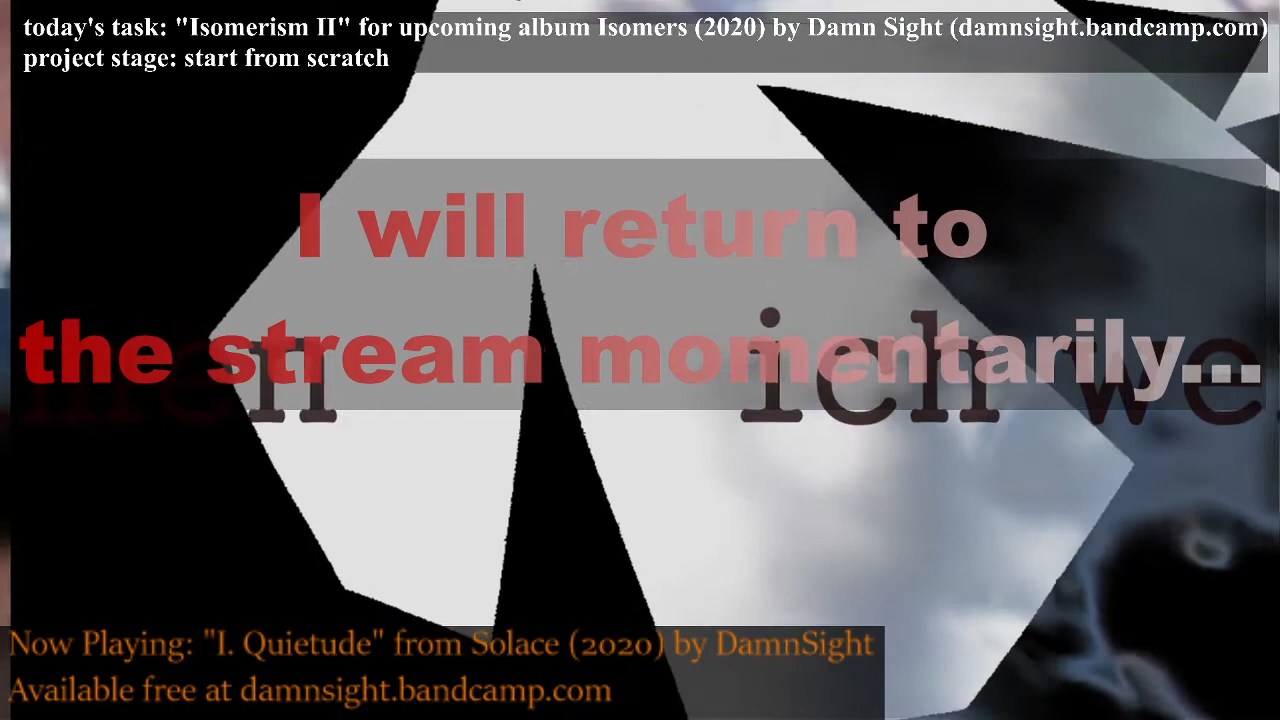 today's task: "Isomerism II" for upcoming album Isomers (2020) by Damn Sight (damnsight.bandcamp.com)
project stage: start from scratch
I will return to
the stream momentarily...
ich we
Now Playing: "I. Quietude" from Solace (2020) by DamnSight
Available free at damnsight.bandcamp.com